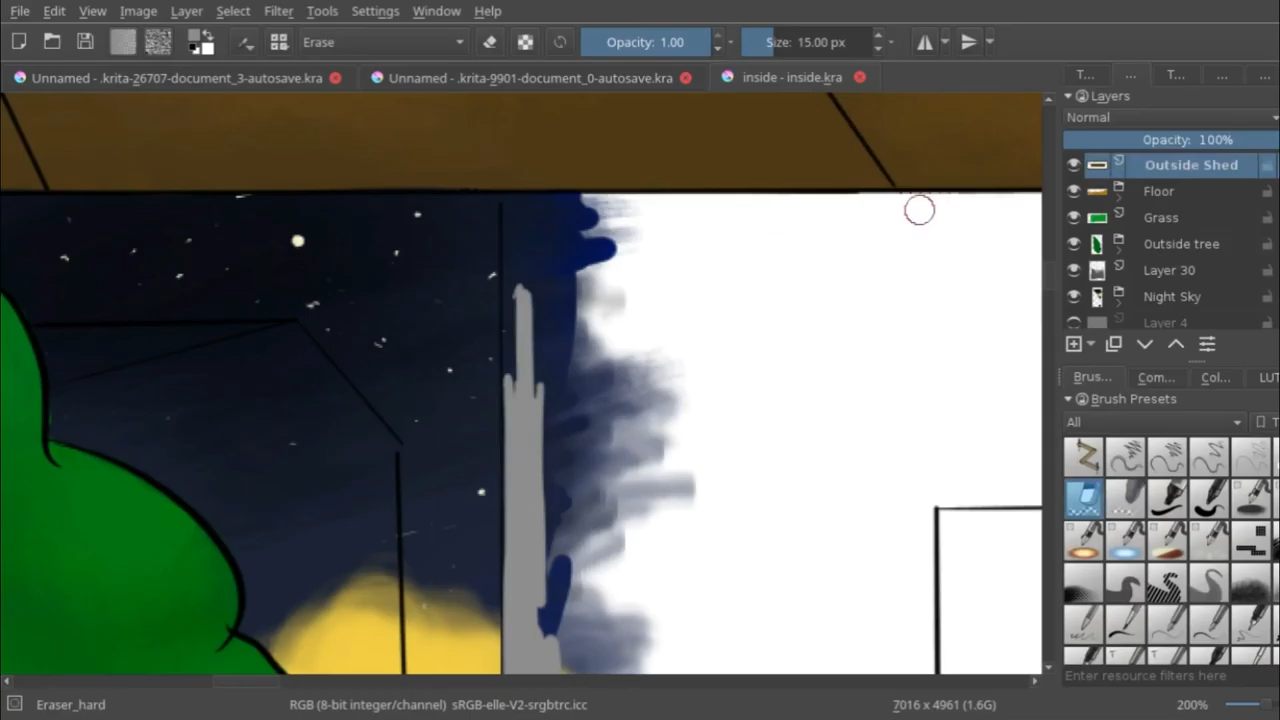 File Edit View Image Layer Select Filter Tools Settings Window Help
Erase Opacity: 1.00 Size: 15.00 px
Unnamed - .krita-26707-document_3-autosave.kra Unnamed - .krita-9901-document_0-autosave.kra inside - inside.kra T... ... T... ... ...
Layers
Normal
Opacity: 100%
Outside Shed
Floor
Grass
Outside tree
Layer 30
Night Sky
Layer 4
Brus... Com... Col... LUT
Brush Presets
All
Enter resource filters here
Eraser_hard RGB (8-bit integer/channel) sRGB-elle-V2-srgbtrc.icc 7016 x 4961 (1.6G) 200%